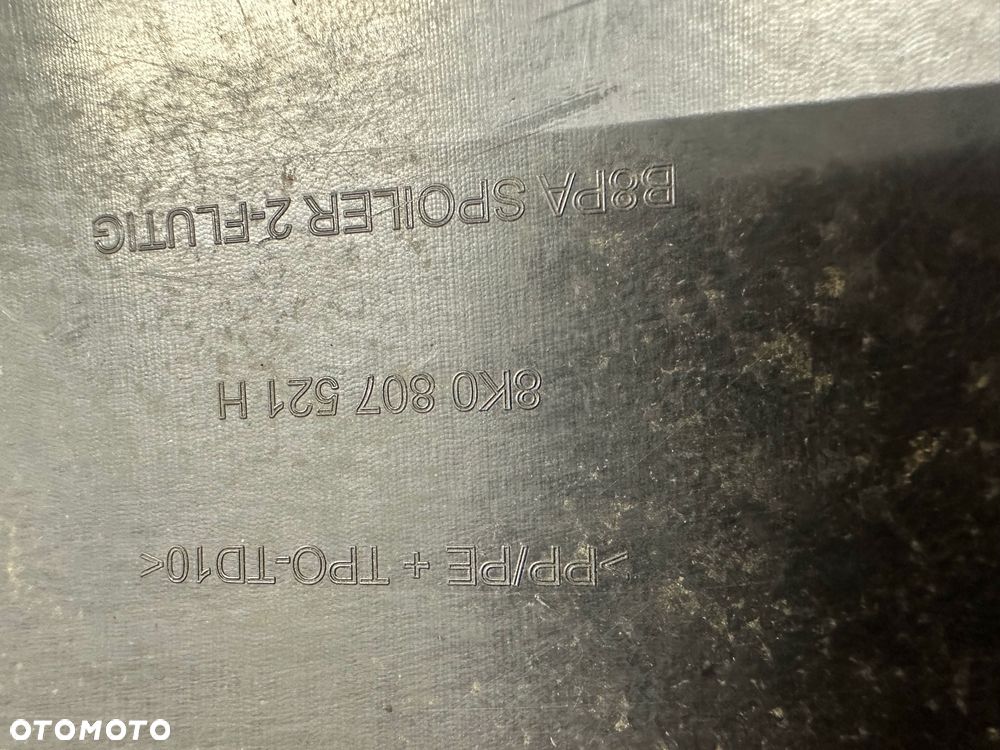 B8PA SPOILER 2-FLUTIG
8K0 807 521 H
>PP/PE + TPO-TD10<
OTOMOTO